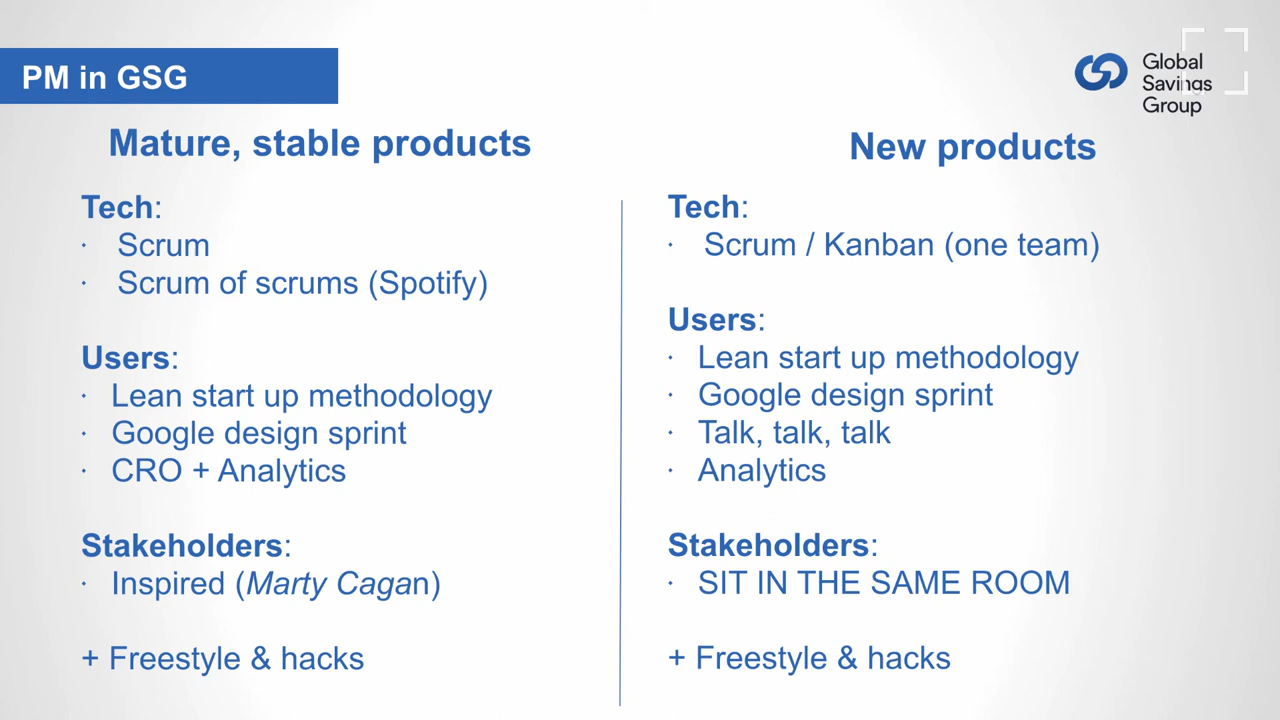 PM in GSG
Global
Savings
Group
Mature, stable products
Tech:
· Scrum
· Scrum of scrums (Spotify)
Users:
· Lean start up methodology
· Google design sprint
· CRO + Analytics
Stakeholders:
· Inspired (Marty Cagan)
+ Freestyle & hacks
New products
Tech:
· Scrum / Kanban (one team)
Users:
· Lean start up methodology
· Google design sprint
· Talk, talk, talk
· Analytics
Stakeholders:
· SIT IN THE SAME ROOM
+ Freestyle & hacks